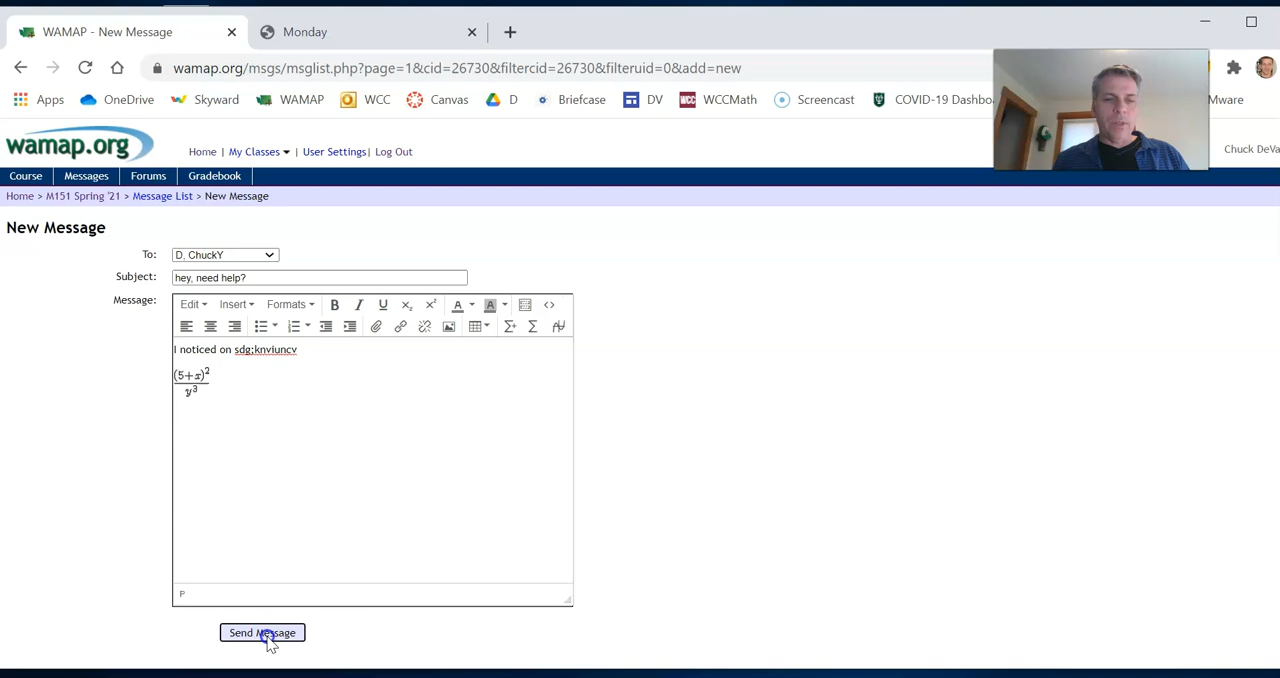 WAMAP - New Message
Monday
wamap.org/msgs/msglist.php?page=1&cid=26730&filtercid=26730&filteruid=0&add=new
Apps OneDrive Skyward WAMAP WCC Canvas D Briefcase DV WCCMath Screencast COVID-19 Dashbo Mware
wamap.org
Home | My Classes | User Settings | Log Out
Chuck DeVa
Course Messages Forums Gradebook
Home > M151 Spring '21 > Message List > New Message
New Message
To: D, ChuckY
Subject: hey, need help?
Message: Edit Insert Formats B I U x₂ x² A A <>
I noticed on sdg;knviuncv
(5+x)²
y³
P
Send Message